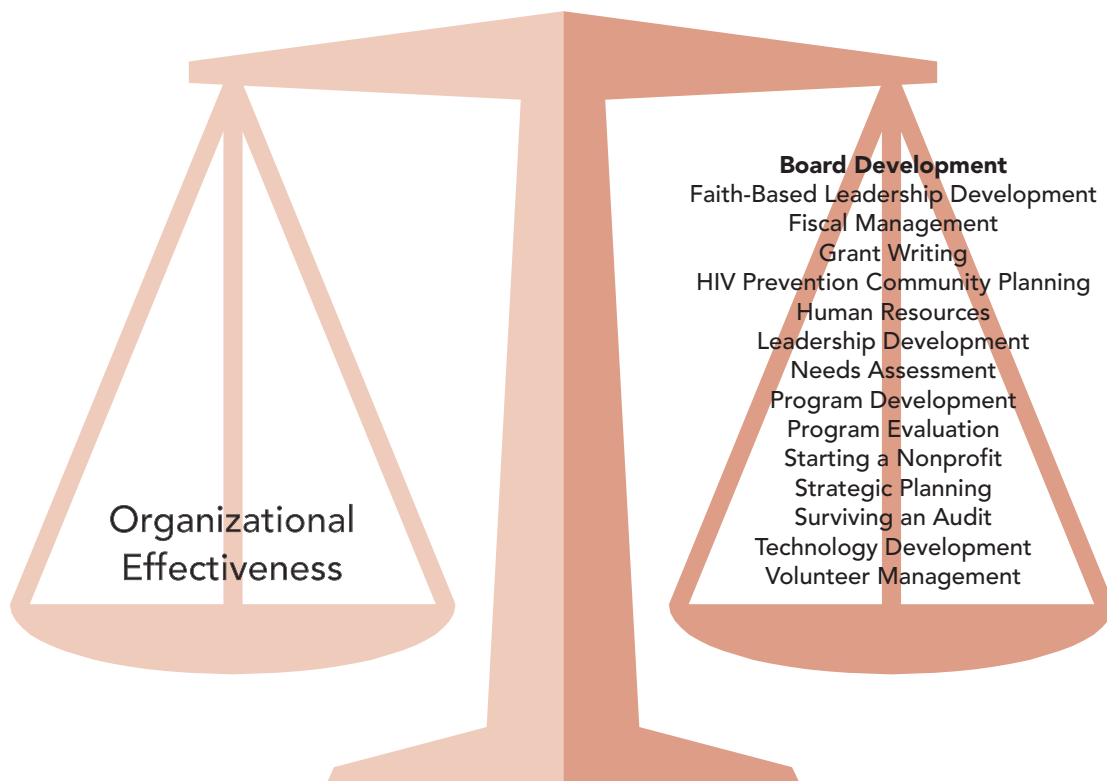 Board Development
Faith-Based Leadership Development
Fiscal Management
Grant Writing
HIV Prevention Community Planning
Human Resources
Leadership Development
Needs Assessment
Program Development
Program Evaluation
Starting a Nonprofit
Strategic Planning
Surviving an Audit
Technology Development
Volunteer Management
Organizational
Effectiveness